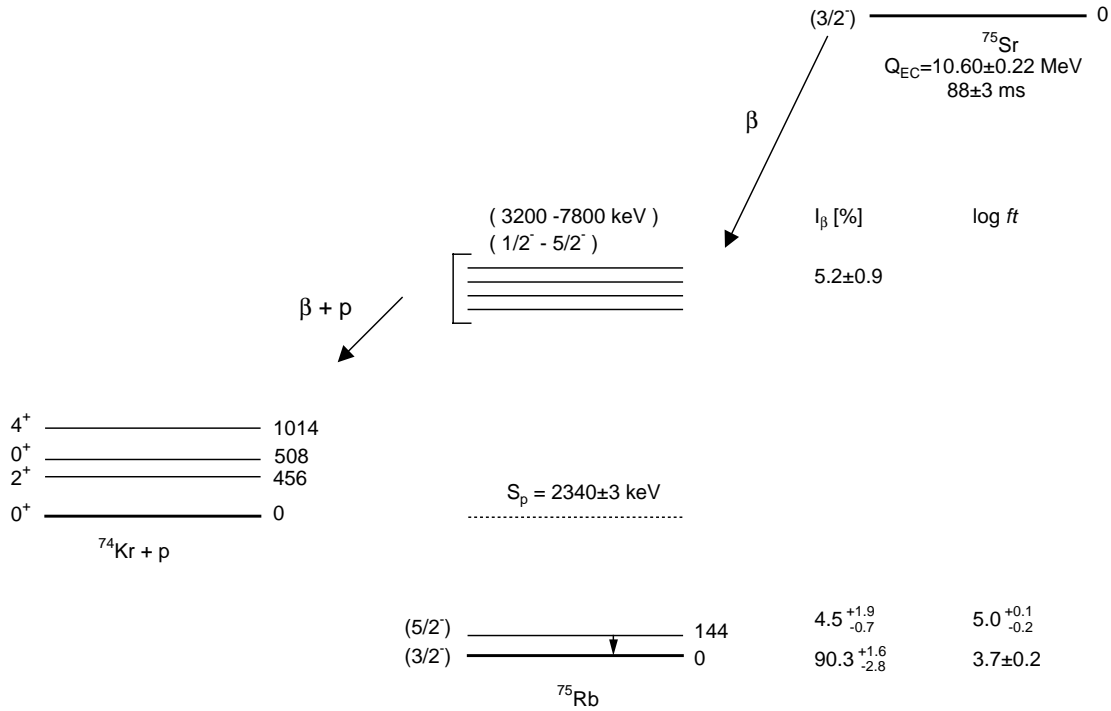 (3/2⁻) 0
⁷⁵Sr
Q_EC=10.60±0.22 MeV
88±3 ms
β
( 3200 -7800 keV ) I_β [%] log ft
( 1/2⁻ - 5/2⁻ )
5.2±0.9
β + p
4⁺ 1014
0⁺ 508
2⁺ 456
S_p = 2340±3 keV
0⁺ 0
⁷⁴Kr + p
(5/2⁻) 144 4.5 +1.9 -0.7 5.0 +0.1 -0.2
(3/2⁻) 0 90.3 +1.6 -2.8 3.7±0.2
⁷⁵Rb